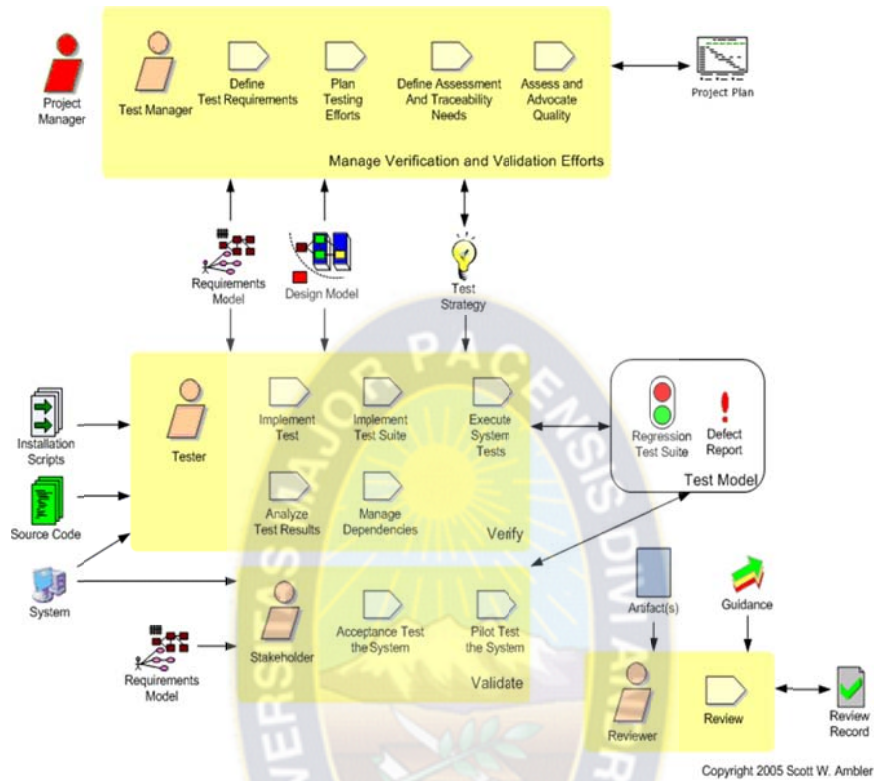 Project
Manager
Test Manager
Define
Test Requirements
Plan
Testing
Efforts
Define Assessment
And Traceability
Needs
Assess and
Advocate
Quality
Manage Verification and Validation Efforts
Project Plan
Requirements
Model
Design Model
Test
Strategy
Installation
Scripts
Source Code
System
Tester
Implement
Test
Implement
Test Suite
Execute
System
Tests
Analyze
Test Results
Manage
Dependencies
Verify
Regression
Test Suite
Defect
Report
Test Model
Requirements
Model
Stakeholder
Acceptance Test
the System
Pilot Test
the System
Validate
Artifact(s)
Guidance
Reviewer
Review
Review
Record
Copyright 2005 Scott W. Ambler
MAJOR PACENSIS DIVI